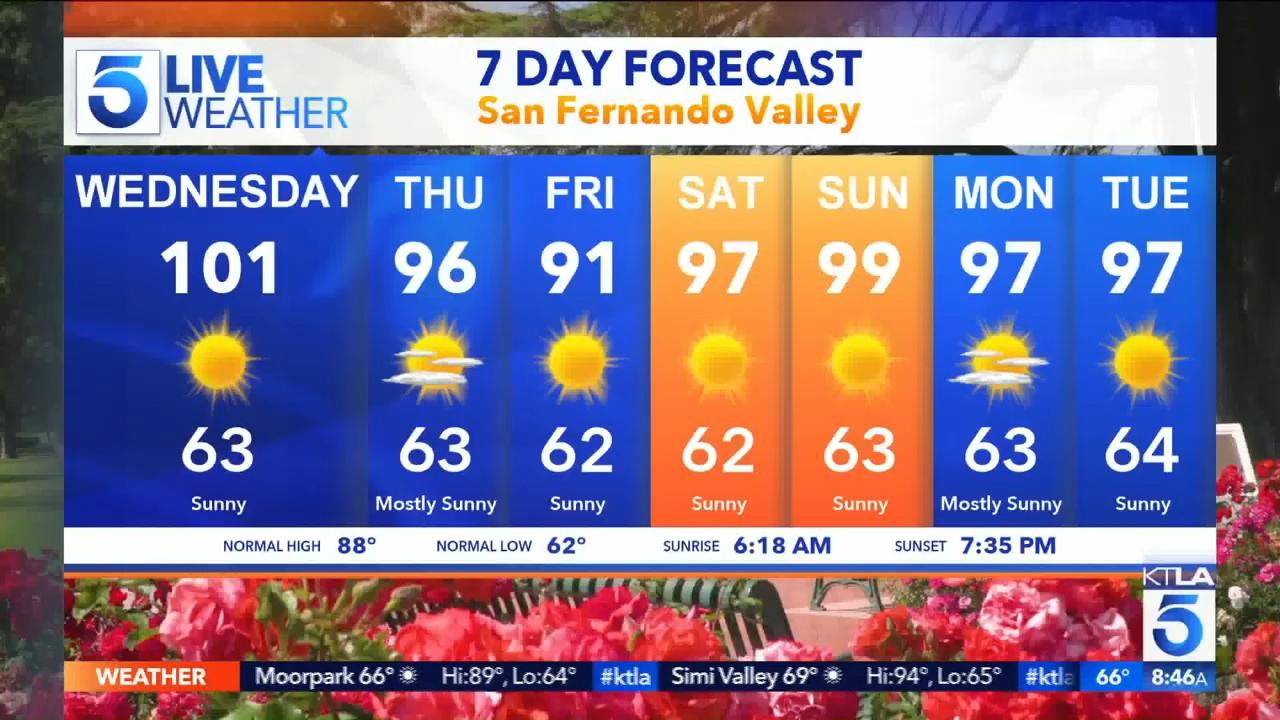 5 LIVE WEATHER
7 DAY FORECAST
San Fernando Valley
WEDNESDAY THU FRI SAT SUN MON TUE
101 96 91 97 99 97 97
63 63 62 62 63 63 64
Sunny Mostly Sunny Sunny Sunny Sunny Mostly Sunny Sunny
NORMAL HIGH 88° NORMAL LOW 62° SUNRISE 6:18 AM SUNSET 7:35 PM
KTLA
5
WEATHER Moorpark 66° Hi:89°, Lo:64° #ktla Simi Valley 69° Hi:94°, Lo:65° #ktla 66° 8:46A